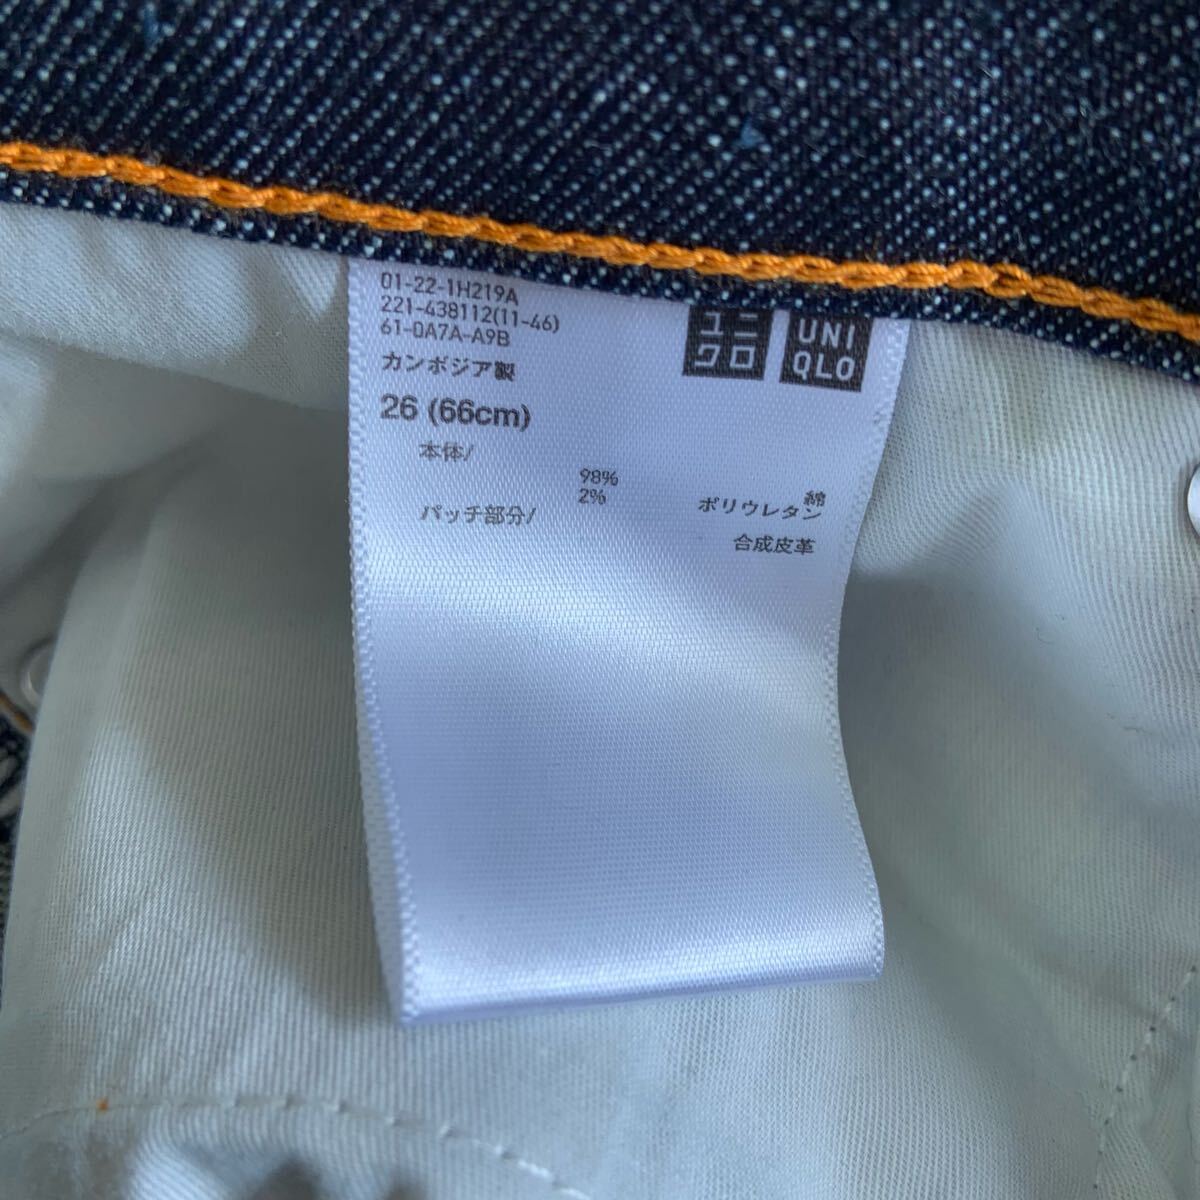 01-22-1H219A
221-438112(11-46)
61-0A7A-A9B
カンボジア製
ユニ
クロ
UNI
QLO
26 (66cm)
本体/
98% 綿
2% ポリウレタン
パッチ部分/
合成皮革